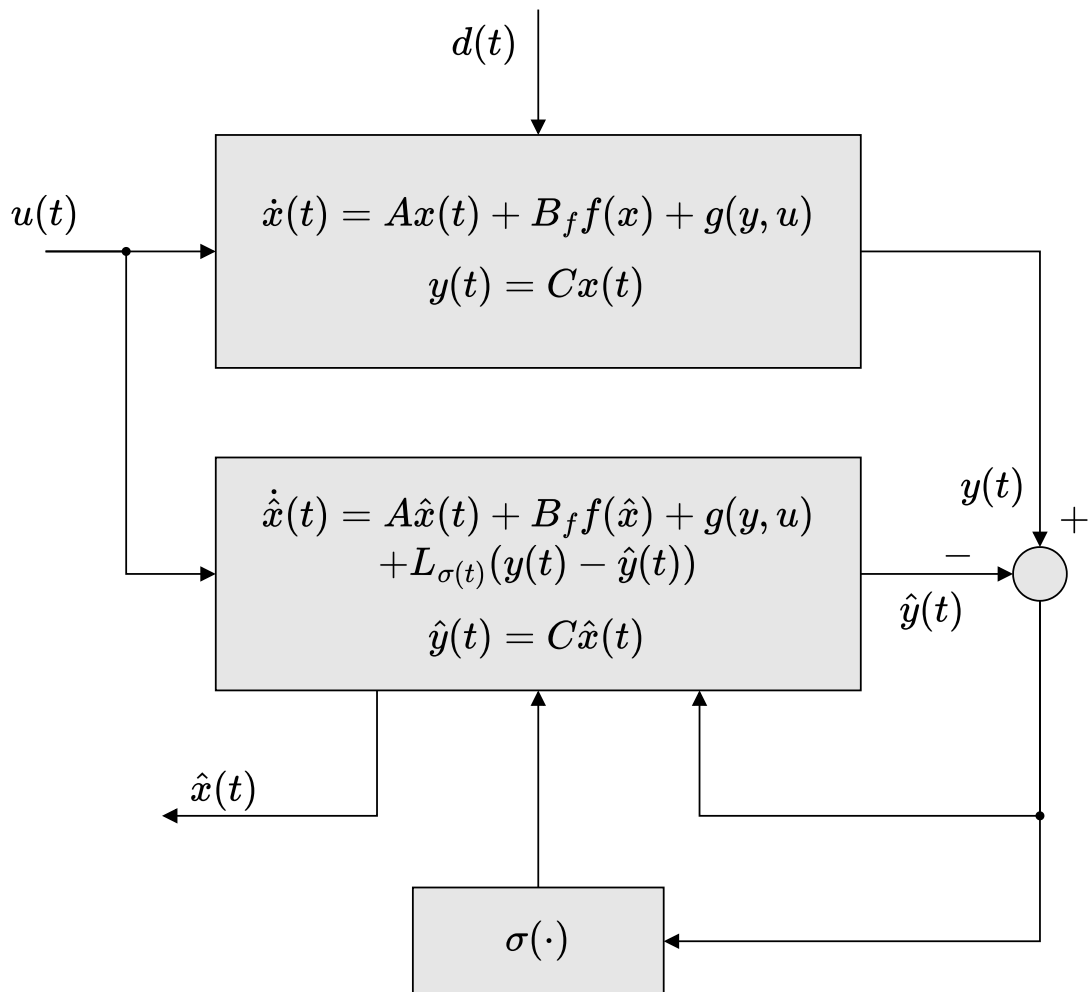 d(t)
u(t)
ẋ(t) = Ax(t) + B_f f(x) + g(y, u)
y(t) = Cx(t)
y(t)
+
x̂̇(t) = Ax̂(t) + B_f f(x̂) + g(y, u)
+L_σ(t)(y(t) − ŷ(t))
ŷ(t) = Cx̂(t)
−
ŷ(t)
x̂(t)
σ(·)